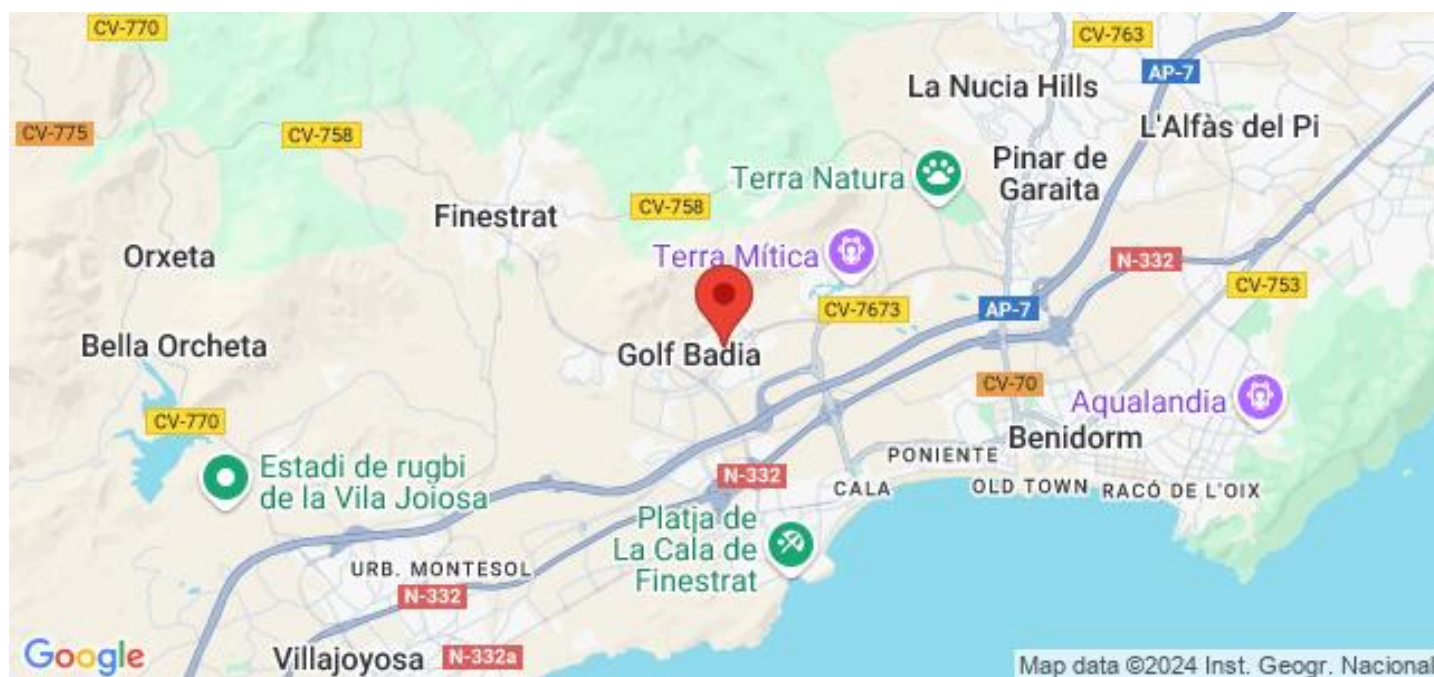 CV-770
CV-763
AP-7
La Nucia Hills
CV-775
CV-758
L'Alfàs del Pi
Pinar de
Garaita
Terra Natura
Finestrat
CV-758
Orxeta
Terra Mítica
N-332
CV-753
CV-7673
AP-7
Bella Orcheta
Golf Badia
CV-70
Aqualandia
CV-770
Benidorm
PONIENTE
Estadi de rugbi
de la Vila Joiosa
N-332
CALA
OLD TOWN
RACÓ DE L'OIX
Platja de
La Cala de
Finestrat
URB. MONTESOL
N-332
Villajoyosa
N-332a
Google
Map data ©2024 Inst. Geogr. Nacional